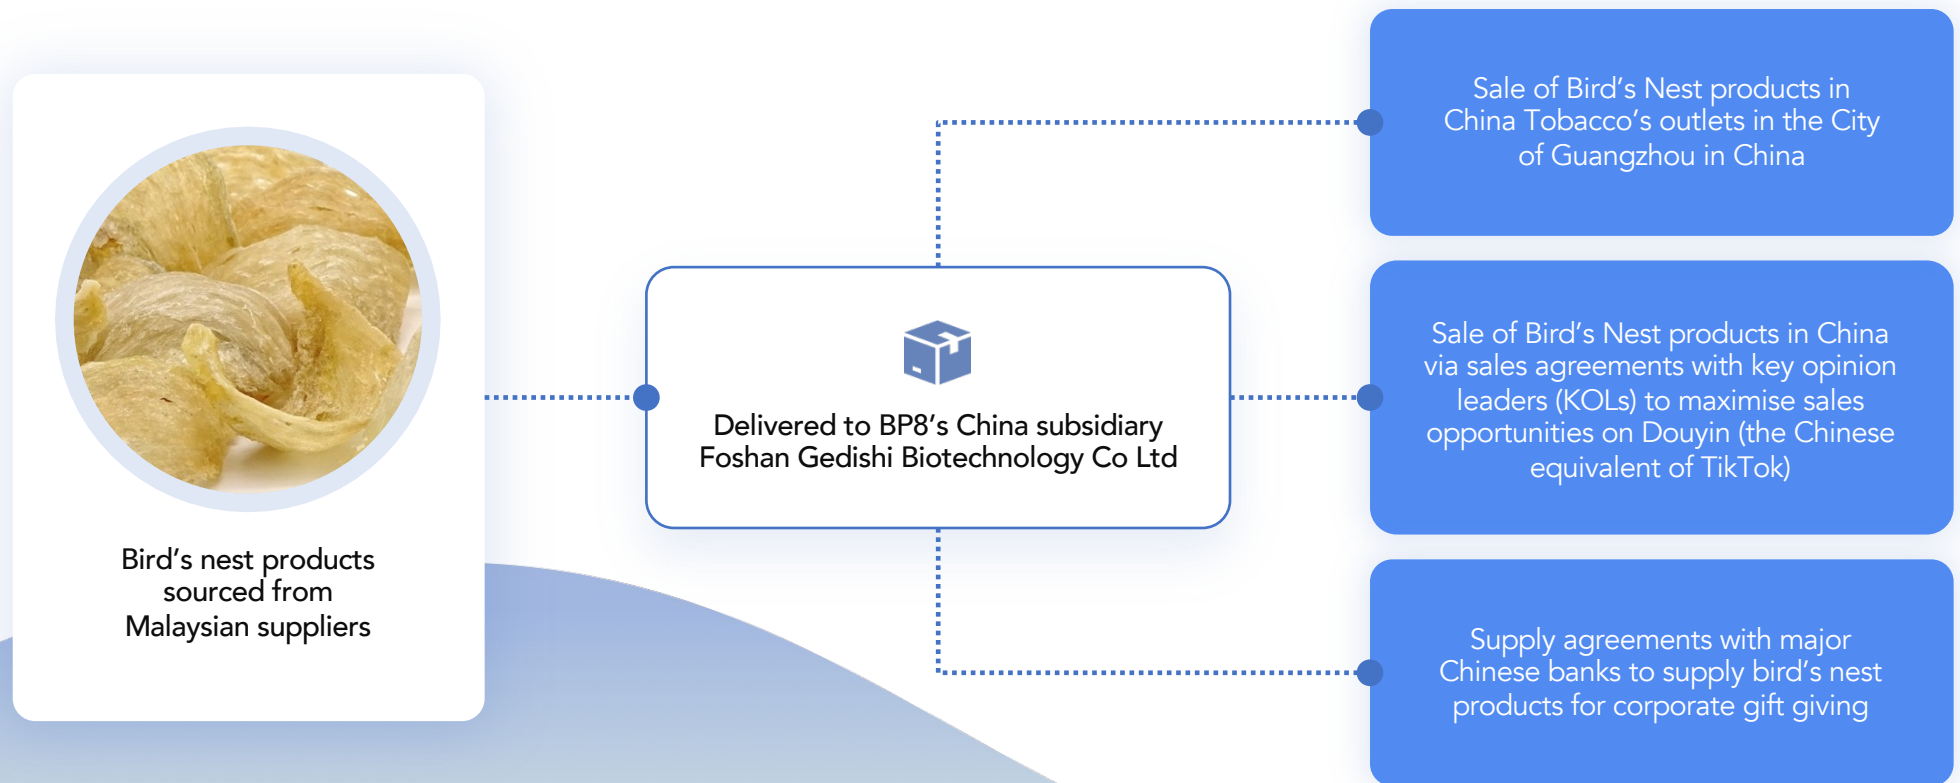 Bird’s nest products
sourced from
Malaysian suppliers
Delivered to BP8’s China subsidiary
Foshan Gedishi Biotechnology Co Ltd
Sale of Bird’s Nest products in
China Tobacco’s outlets in the City
of Guangzhou in China
Sale of Bird’s Nest products in China
via sales agreements with key opinion
leaders (KOLs) to maximise sales
opportunities on Douyin (the Chinese
equivalent of TikTok)
Supply agreements with major
Chinese banks to supply bird’s nest
products for corporate gift giving